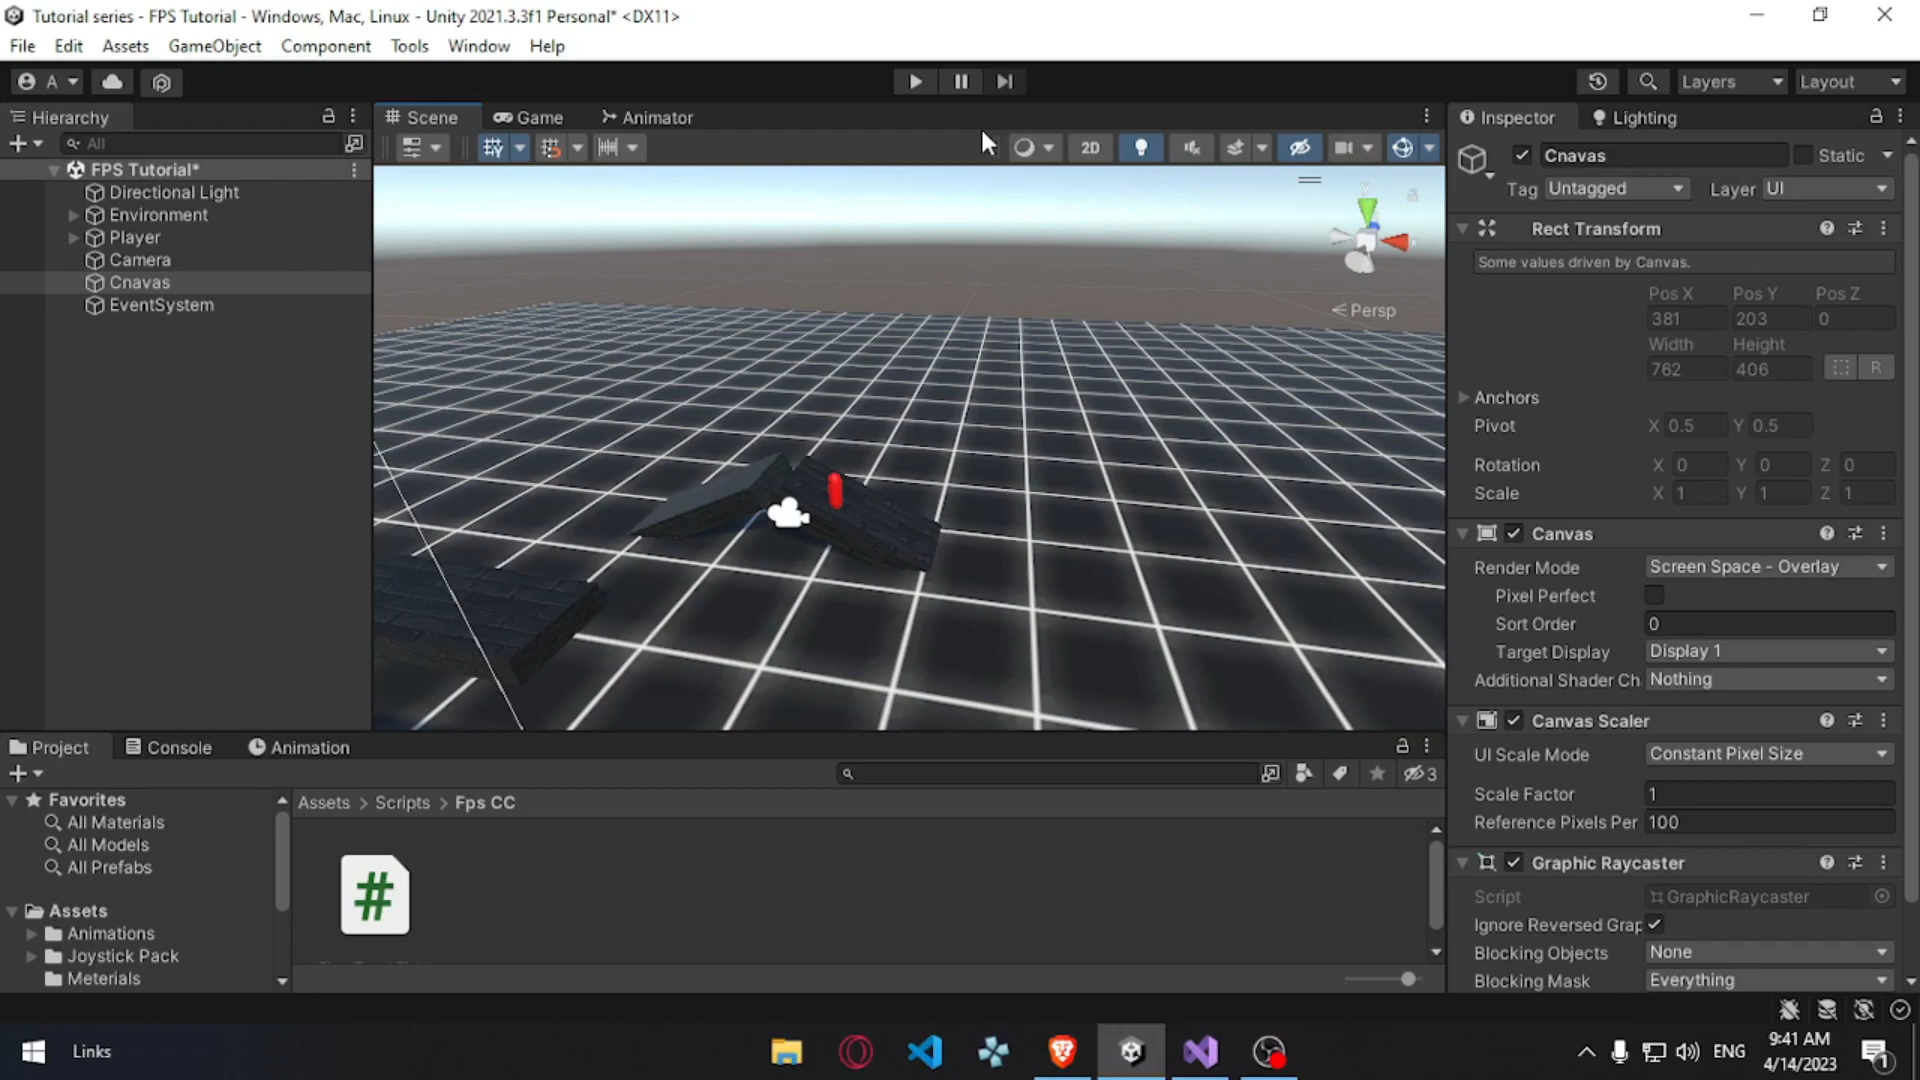 Tutorial series - FPS Tutorial - Windows, Mac, Linux - Unity 2021.3.3f1 Personal* <DX11>
File Edit Assets GameObject Component Tools Window Help
A
Layers Layout
Hierarchy
All
FPS Tutorial*
Directional Light
Environment
Player
Camera
Cnavas
EventSystem
Scene Game Animator
2D
y
x
Persp
Inspector Lighting
Cnavas Static
Tag Untagged Layer UI
Rect Transform
Some values driven by Canvas.
Pos X Pos Y Pos Z
381 203 0
Width Height
762 406 R
Anchors
Pivot X 0.5 Y 0.5
Rotation X 0 Y 0 Z 0
Scale X 1 Y 1 Z 1
Canvas
Render Mode Screen Space - Overlay
Pixel Perfect
Sort Order 0
Target Display Display 1
Additional Shader Ch Nothing
Canvas Scaler
UI Scale Mode Constant Pixel Size
Scale Factor 1
Reference Pixels Per 100
Graphic Raycaster
Script GraphicRaycaster
Ignore Reversed Grap
Blocking Objects None
Blocking Mask Everything
Project Console Animation
3
Favorites
All Materials
All Models
All Prefabs
Assets
Animations
Joystick Pack
Meterials
Assets > Scripts > Fps CC
#
Links
ENG
9:41 AM
4/14/2023
1